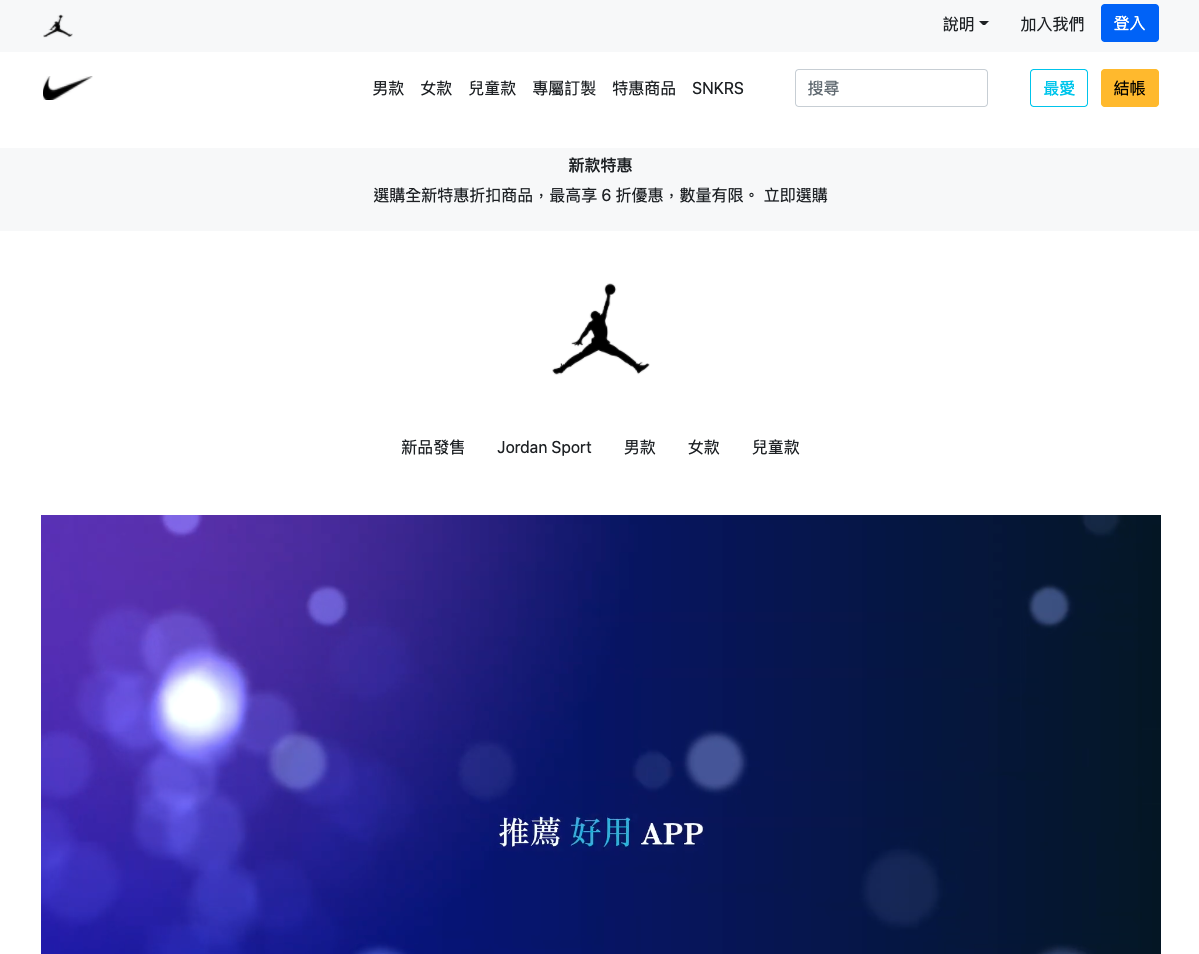 說明 加入我們 登入
男款 女款 兒童款 專屬訂製 特惠商品 SNKRS 搜尋 最愛 結帳
新款特惠
選購全新特惠折扣商品，最高享 6 折優惠，數量有限。 立即選購
新品發售 Jordan Sport 男款 女款 兒童款
推薦 好用 APP